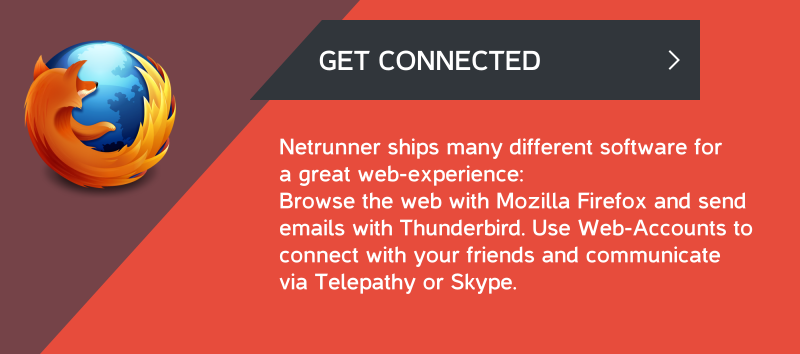 GET CONNECTED
Netrunner ships many different software for
a great web-experience:
Browse the web with Mozilla Firefox and send
emails with Thunderbird. Use Web-Accounts to
connect with your friends and communicate
via Telepathy or Skype.